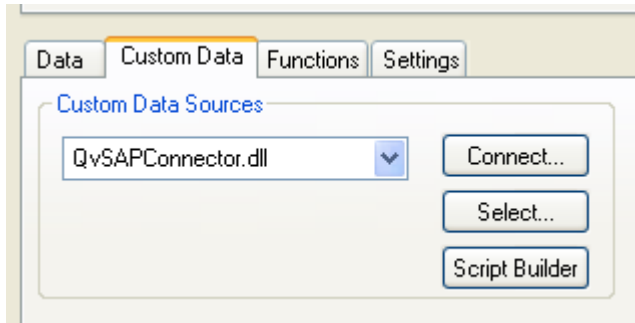 Data Custom Data Functions Settings
Custom Data Sources
QvSAPConnector.dll Connect...
Select...
Script Builder